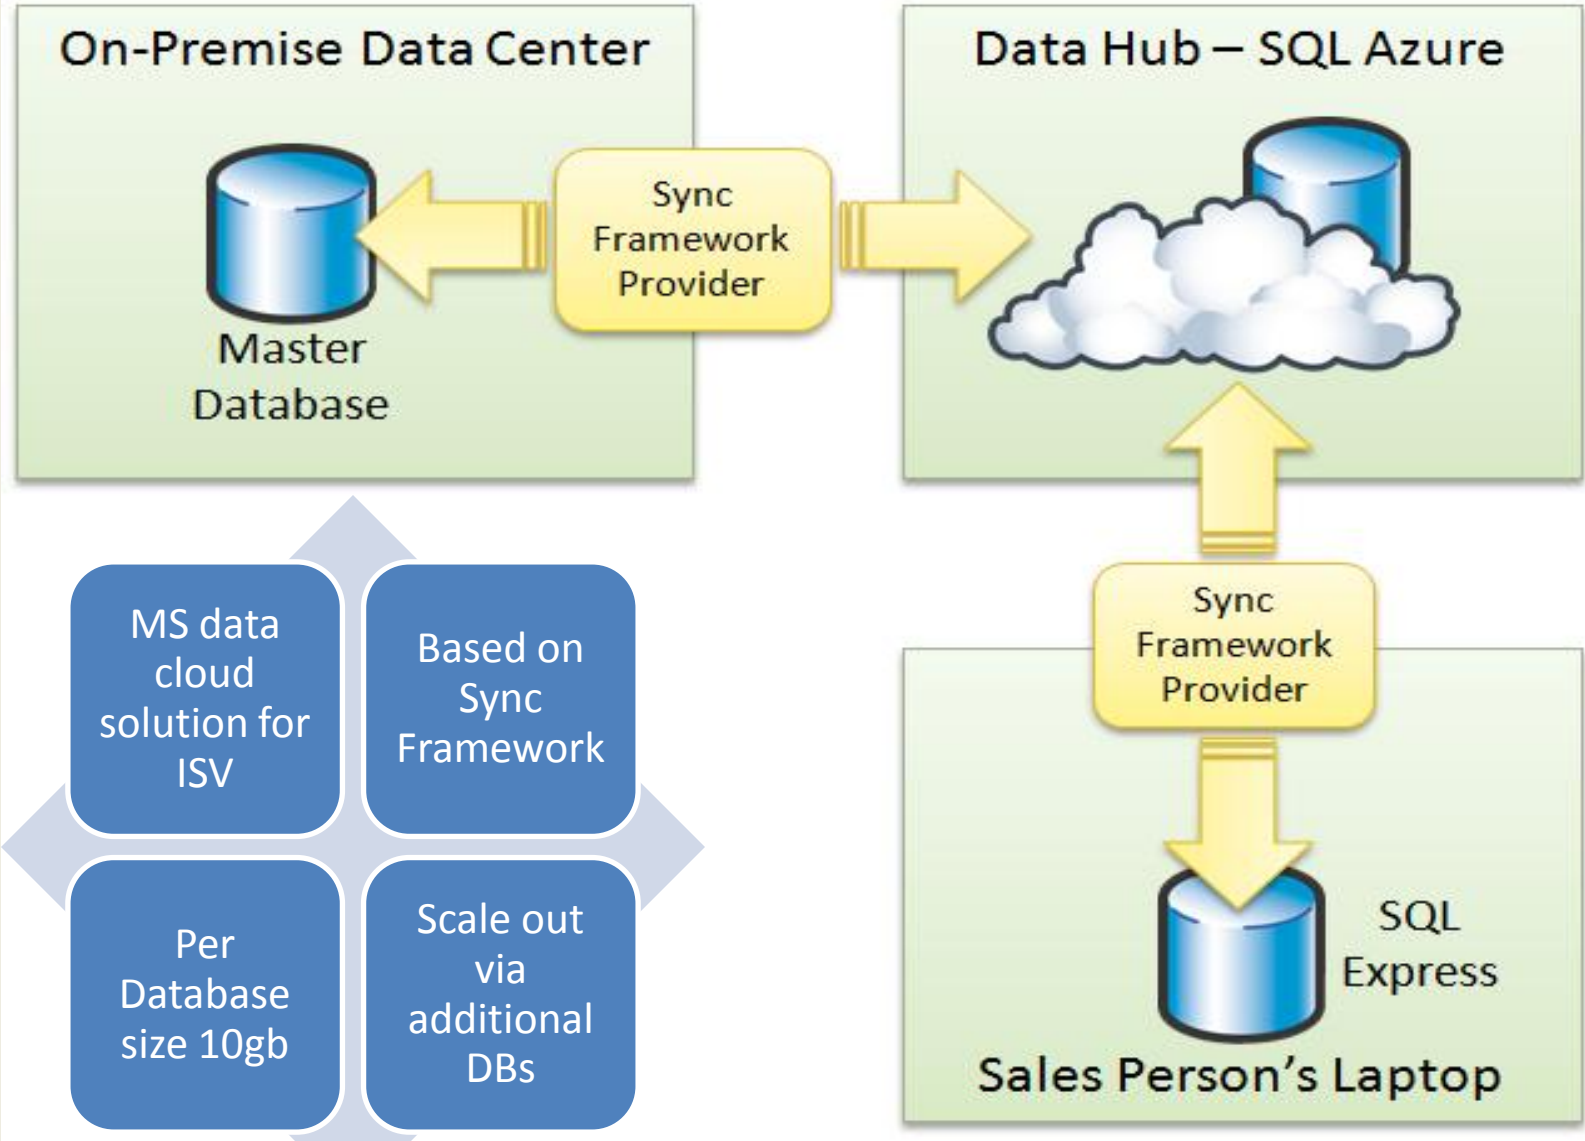 On-Premise Data Center
Master
Database
Sync
Framework
Provider
Data Hub – SQL Azure
Sync
Framework
Provider
SQL
Express
Sales Person's Laptop
MS data
cloud
solution for
ISV
Based on
Sync
Framework
Per
Database
size 10gb
Scale out
via
additional
DBs